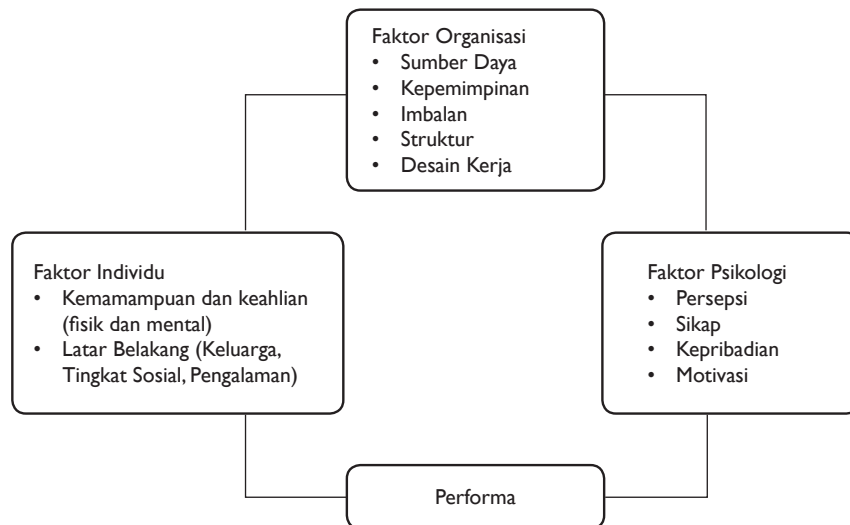 Faktor Organisasi
• Sumber Daya
• Kepemimpinan
• Imbalan
• Struktur
• Desain Kerja
Faktor Individu
• Kemamampuan dan keahlian
(fisik dan mental)
• Latar Belakang (Keluarga,
Tingkat Sosial, Pengalaman)
Faktor Psikologi
• Persepsi
• Sikap
• Kepribadian
• Motivasi
Performa